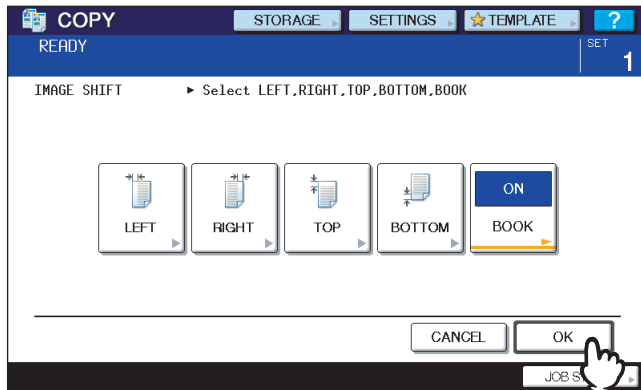 COPY STORAGE SETTINGS TEMPLATE ?
READY SET
1
IMAGE SHIFT Select LEFT,RIGHT,TOP,BOTTOM,BOOK
ON
LEFT RIGHT TOP BOTTOM BOOK
CANCEL OK
JOB